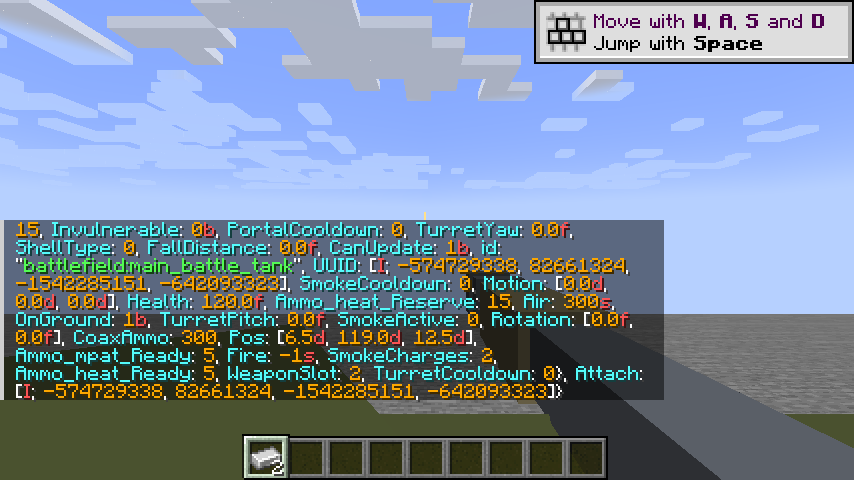 Move with W, A, S and D
Jump with Space
15, Invulnerable: 0b, PortalCooldown: 0, TurretYaw: 0.0f,
ShellType: 0, FallDistance: 0.0f, CanUpdate: 1b, id:
"battlefield:main_battle_tank", UUID: [I; -574729338, 82661324,
-1542285151, -642093323], SmokeCooldown: 0, Motion: [0.0d,
0.0d, 0.0d], Health: 120.0f, Ammo_heat_Reserve: 15, Air: 300s,
OnGround: 1b, TurretPitch: 0.0f, SmokeActive: 0, Rotation: [0.0f,
0.0f], CoaxAmmo: 300, Pos: [6.5d, 119.0d, 12.5d],
Ammo_mpat_Ready: 5, Fire: -1s, SmokeCharges: 2,
Ammo_heat_Ready: 5, WeaponSlot: 2, TurretCooldown: 0}, Attach:
[I; -574729338, 82661324, -1542285151, -642093323]}
2